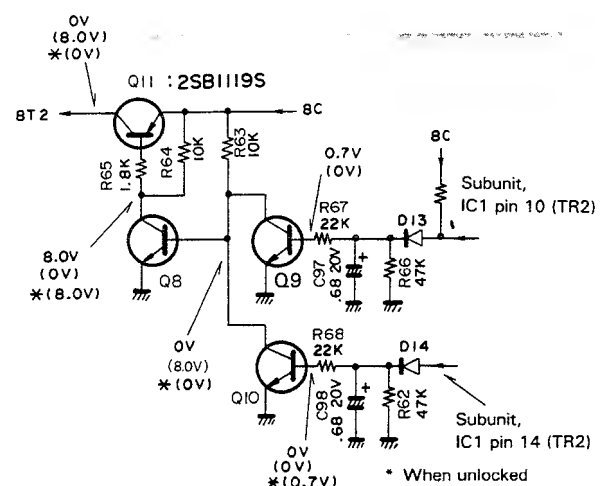 0V
(8.0V)
*(0V)
Q11 : 2SB1119S
8T2
8C
R65
1.8K
R64
10K
R63
10K
0.7V
(0V)
8C
R67
22K
D13
Subunit,
IC1 pin 10 (TR2)
8.0V
(0V)
*(8.0V)
Q8
Q9
C97
.68 20V
+
R66
47K
0V
(8.0V)
*(0V)
R68
22K
D14
Q10
C98
.68 20V
+
R62
47K
0V
(0V)
*(0.7V)
Subunit,
IC1 pin 14 (TR2)
* When unlocked